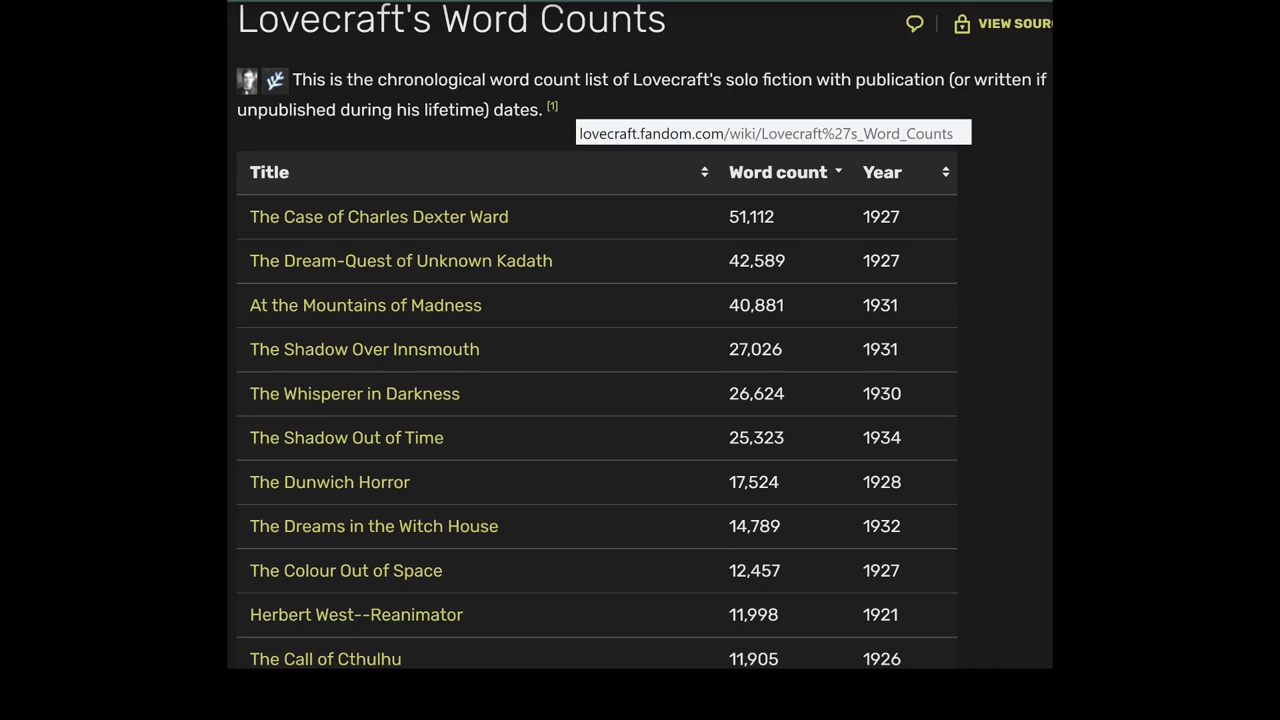 Lovecraft's Word Counts
VIEW SOUR
This is the chronological word count list of Lovecraft's solo fiction with publication (or written if
unpublished during his lifetime) dates. [1]
lovecraft.fandom.com/wiki/Lovecraft%27s_Word_Counts
Title Word count Year
The Case of Charles Dexter Ward 51,112 1927
The Dream-Quest of Unknown Kadath 42,589 1927
At the Mountains of Madness 40,881 1931
The Shadow Over Innsmouth 27,026 1931
The Whisperer in Darkness 26,624 1930
The Shadow Out of Time 25,323 1934
The Dunwich Horror 17,524 1928
The Dreams in the Witch House 14,789 1932
The Colour Out of Space 12,457 1927
Herbert West--Reanimator 11,998 1921
The Call of Cthulhu 11,905 1926